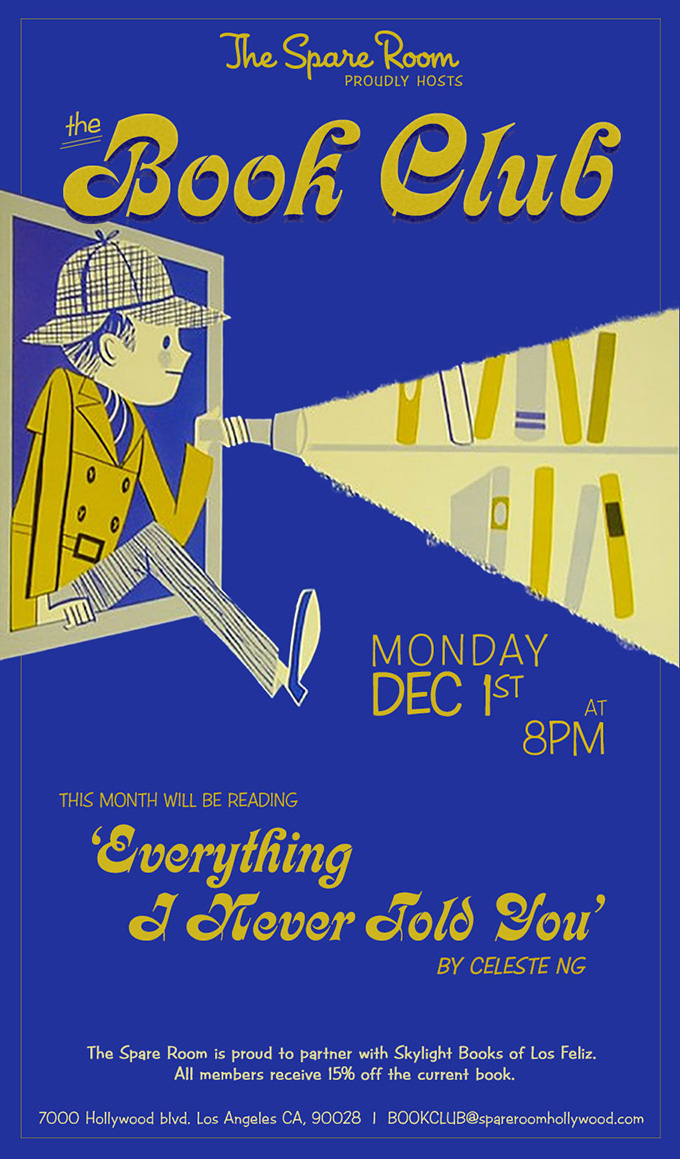 The Spare Room
PROUDLY HOSTS
the
Book Club
MONDAY
DEC 1ST
AT
8PM
THIS MONTH WILL BE READING
‘Everything
I Never Told You’
BY CELESTE NG
The Spare Room is proud to partner with Skylight Books of Los Feliz.
All members receive 15% off the current book.
7000 Hollywood blvd. Los Angeles CA, 90028 | BOOKCLUB@spareroomhollywood.com